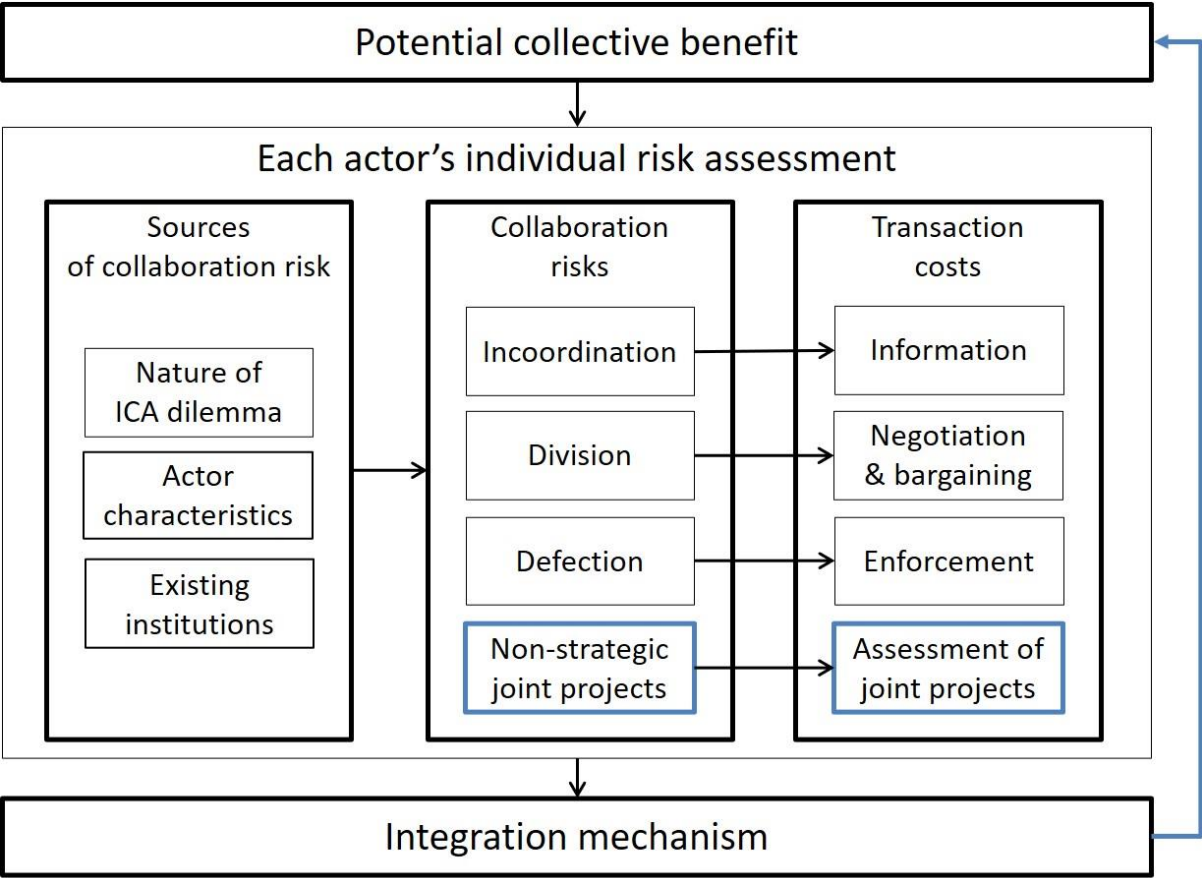 Potential collective benefit
Each actor’s individual risk assessment
Sources
of collaboration risk
Nature of
ICA dilemma
Actor
characteristics
Existing
institutions
Collaboration
risks
Incoordination
Division
Defection
Non-strategic
joint projects
Transaction
costs
Information
Negotiation
& bargaining
Enforcement
Assessment of
joint projects
Integration mechanism